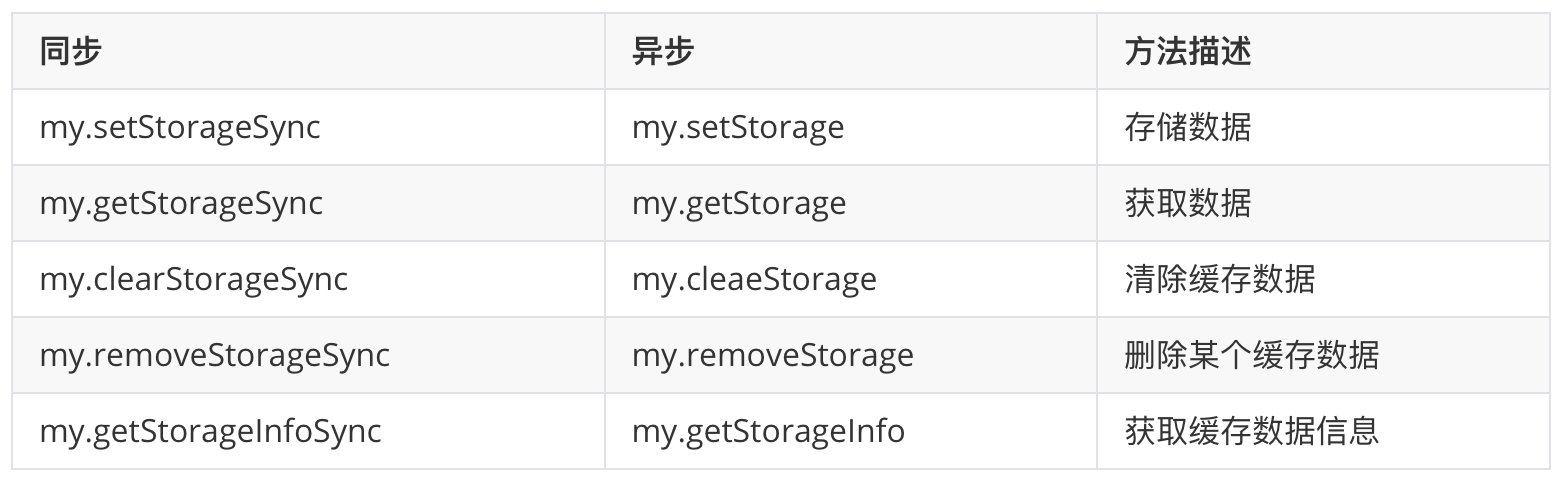 同步 异步 方法描述
my.setStorageSync my.setStorage 存储数据
my.getStorageSync my.getStorage 获取数据
my.clearStorageSync my.cleaeStorage 清除缓存数据
my.removeStorageSync my.removeStorage 删除某个缓存数据
my.getStorageInfoSync my.getStorageInfo 获取缓存数据信息